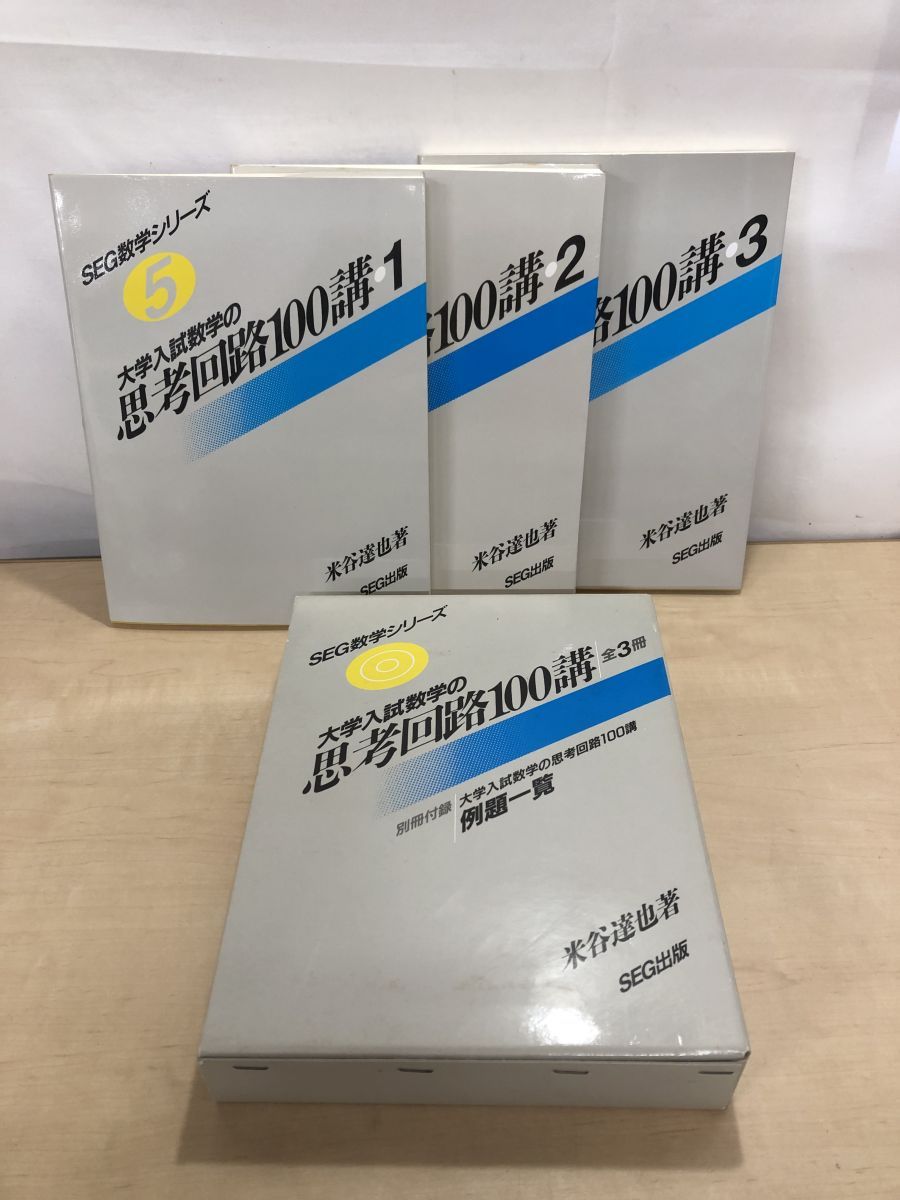 SEG数学シリーズ
5
大学入試数学の
思考回路100講・1
米谷達也著
SEG出版
路100講・2
米谷達也著
SEG出版
路100講・3
米谷達也著
SEG出版
SEG数学シリーズ
大学入試数学の
思考回路100講 全3冊
別冊付録 大学入試数学の思考回路100講
例題一覧
米谷達也著
SEG出版